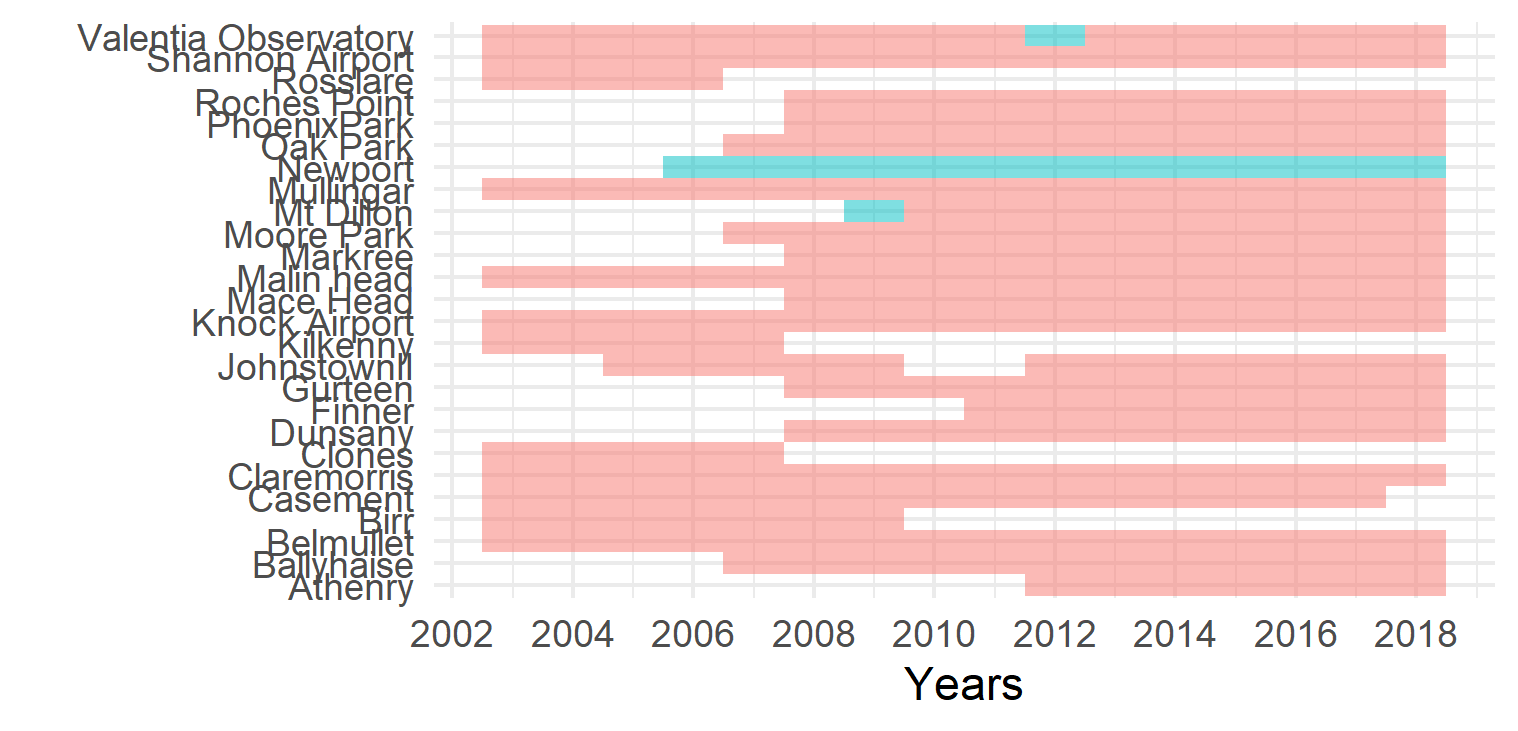 Valentia Observatory
Shannon Airport
Rosslare
Roches Point
PhoenixPark
Oak Park
Newport
Mullingar
Mt Dillon
Moore Park
Markree
Malin head
Mace Head
Knock Airport
Kilkenny
JohnstownII
Gurteen
Finner
Dunsany
Clones
Claremorris
Casement
Birr
Belmullet
Ballyhaise
Athenry
2002 2004 2006 2008 2010 2012 2014 2016 2018
Years